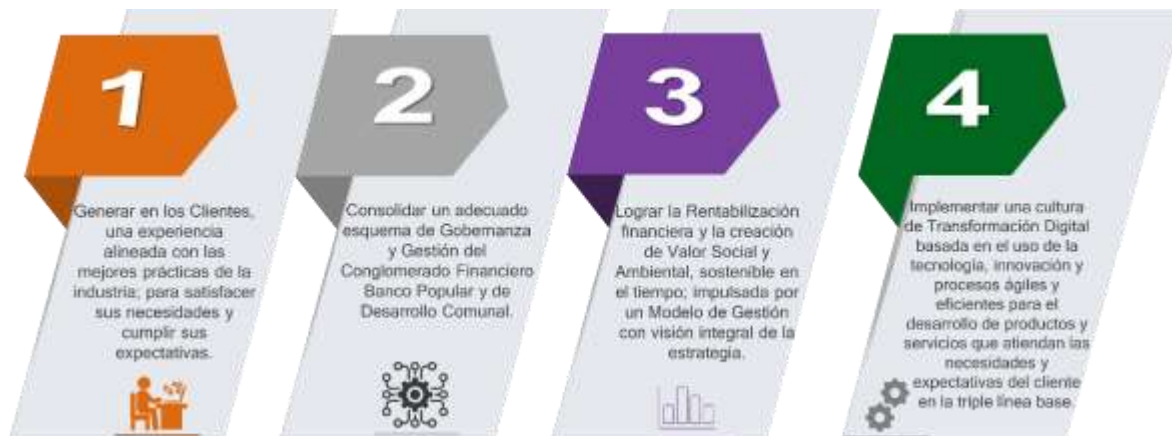 1
Generar en los Clientes,
una experiencia
alineada con las
mejores prácticas de la
industria; para satisfacer
sus necesidades y
cumplir sus
expectativas.
2
Consolidar un adecuado
esquema de Gobernanza
y Gestión del
Conglomerado Financiero
Banco Popular y de
Desarrollo Comunal.
3
Lograr la Rentabilización
financiera y la creación
de Valor Social y
Ambiental, sostenible en
el tiempo; impulsada por
un Modelo de Gestión
con visión integral de la
estrategia.
4
Implementar una cultura
de Transformación Digital
basada en el uso de la
tecnología, innovación y
procesos ágiles y
eficientes para el
desarrollo de productos y
servicios que atiendan las
necesidades y
expectativas del cliente
en la triple línea base.